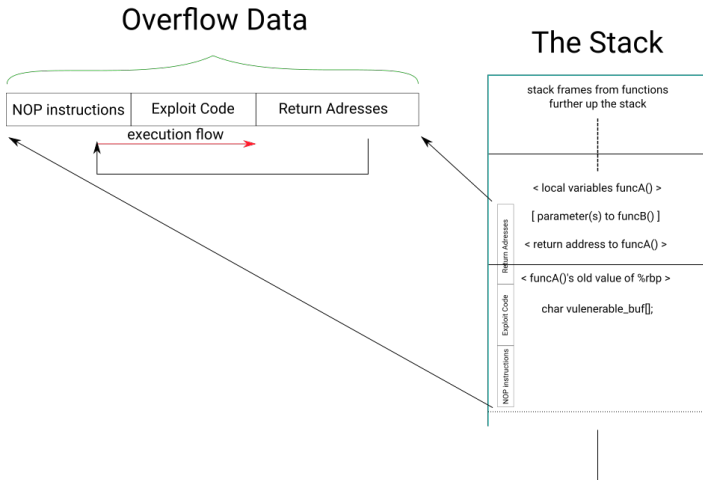 Overflow Data
NOP instructions
Exploit Code
Return Adresses
execution flow
The Stack
stack frames from functions
further up the stack
< local variables funcA() >
[ parameter(s) to funcB() ]
< return address to funcA() >
< funcA()'s old value of %rbp >
char vulenerable_buf[];
Return Adresses
Exploit Code
NOP instructions